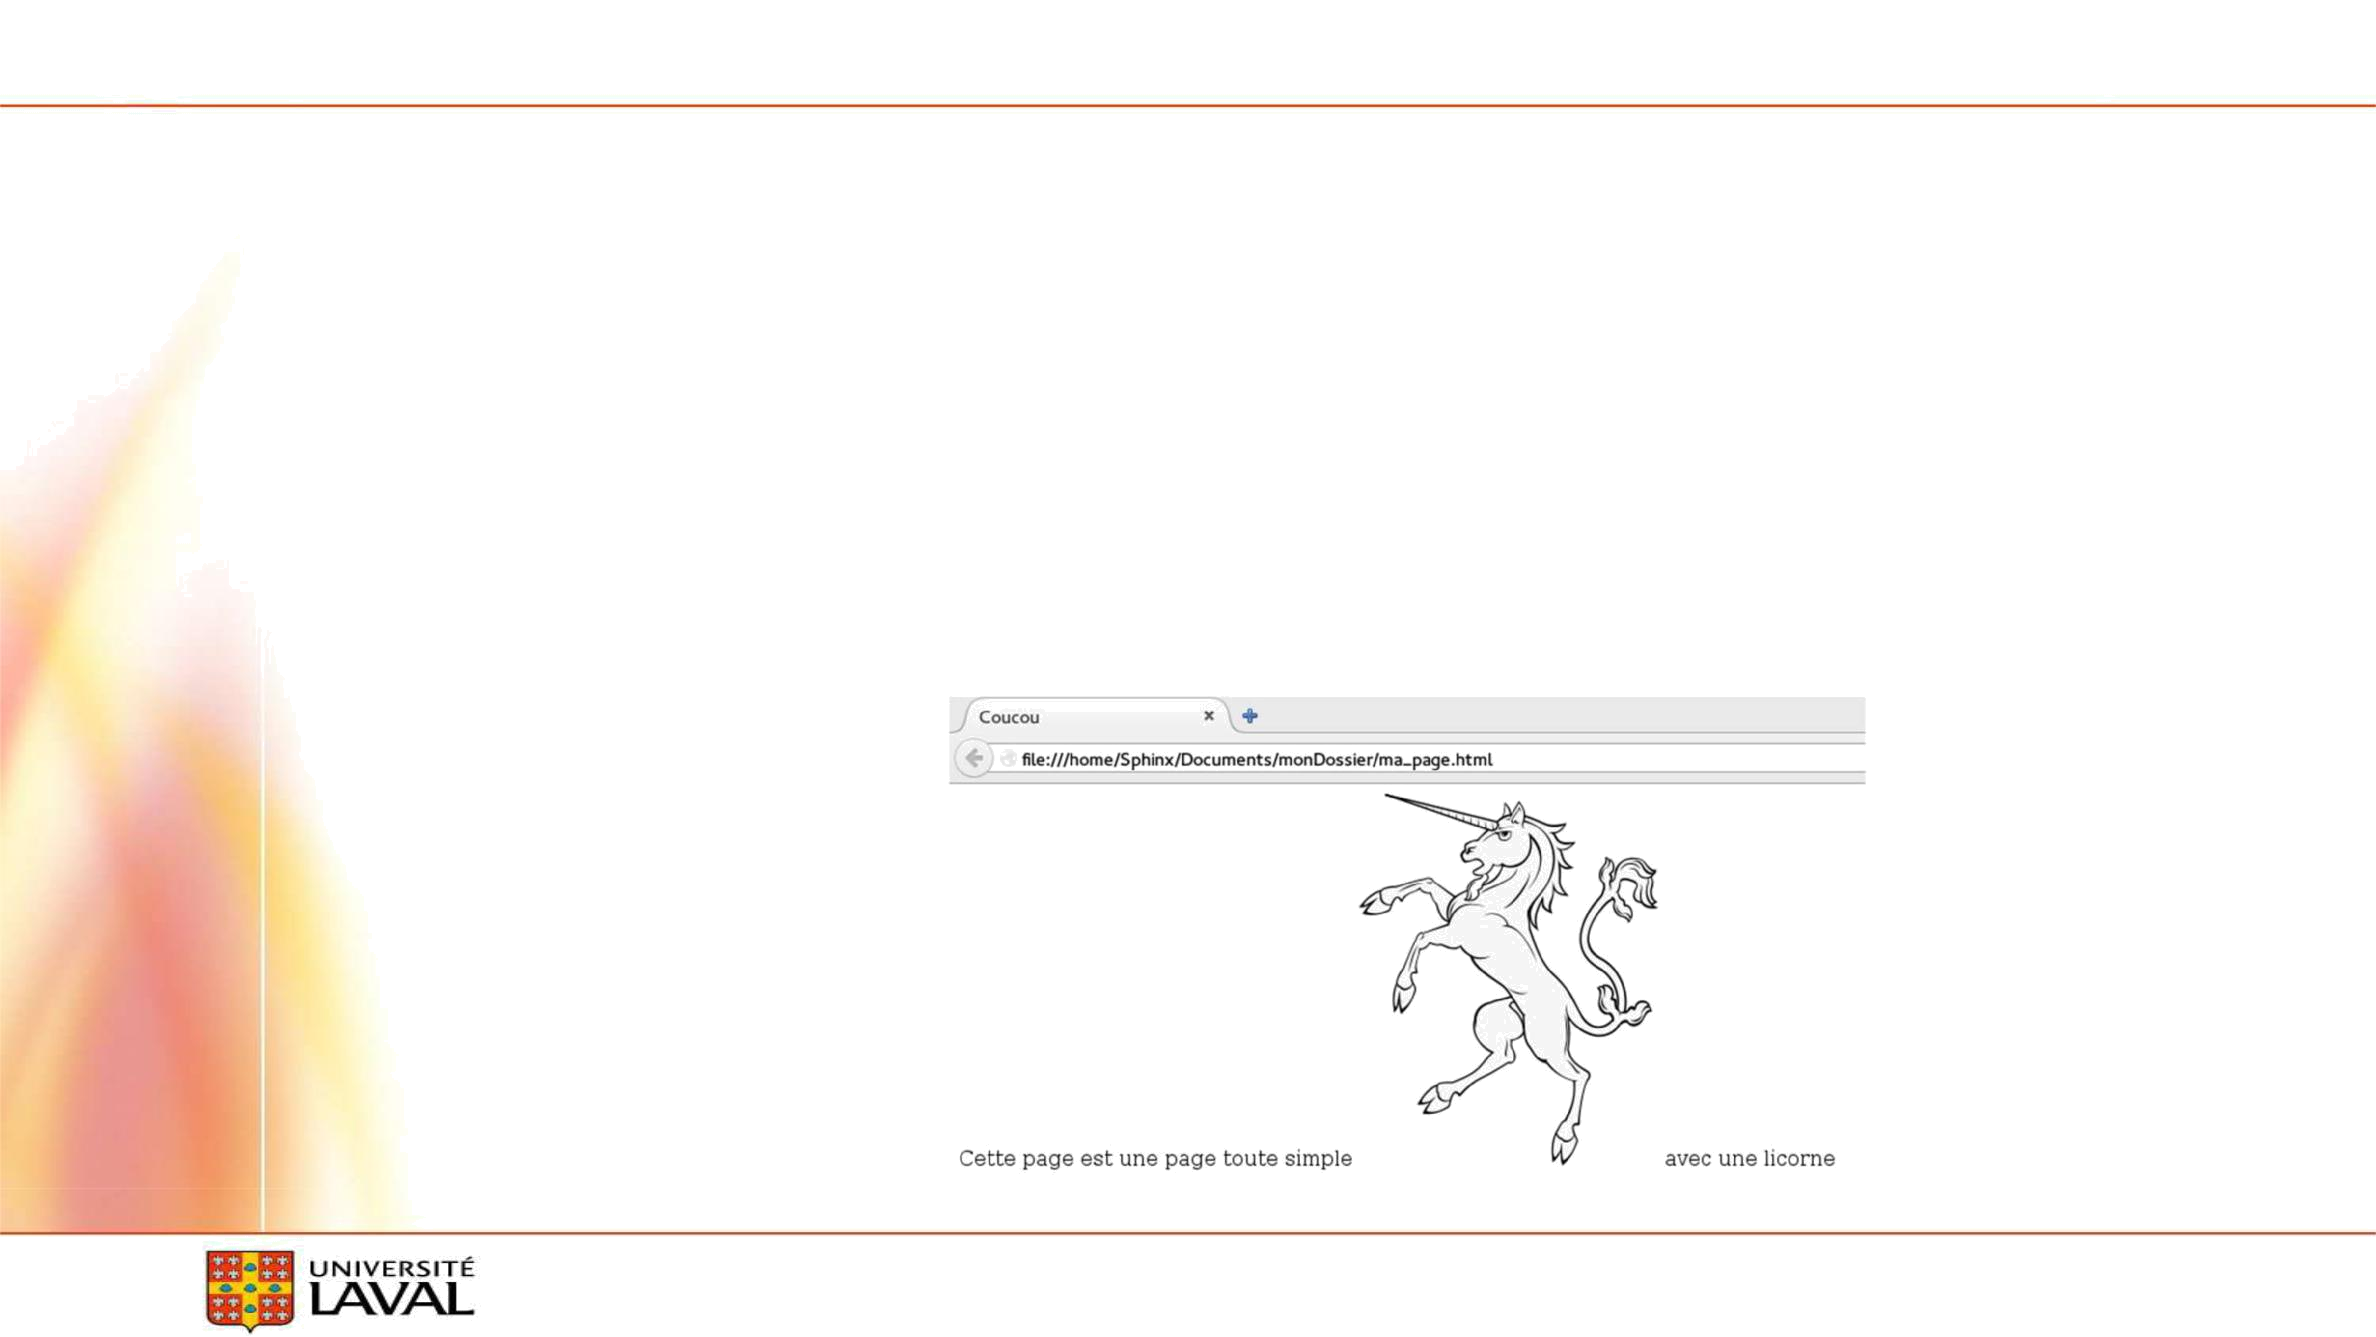 Coucou
file:///home/Sphinx/Documents/monDossier/ma_page.html
Cette page est une page toute simple avec une licorne
UNIVERSITÉ
LAVAL